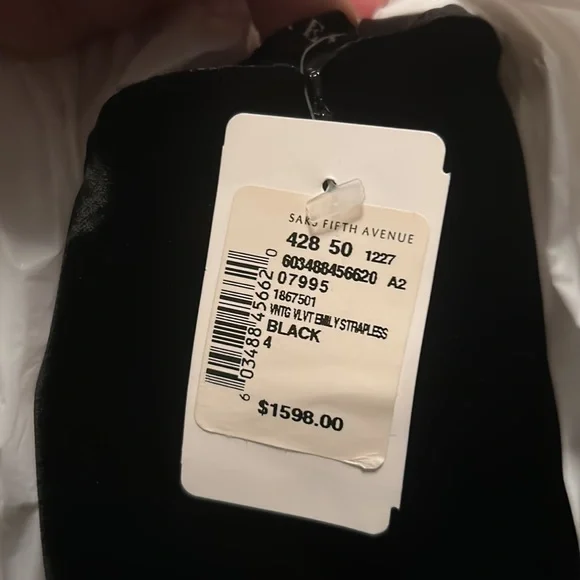 SAKS FIFTH AVENUE
428 50 1227
603488456620 A2
07995
1867501
VNTG VLVT EMILY STRAPLESS
BLACK
4
$1598.00
6 03488 45662 0